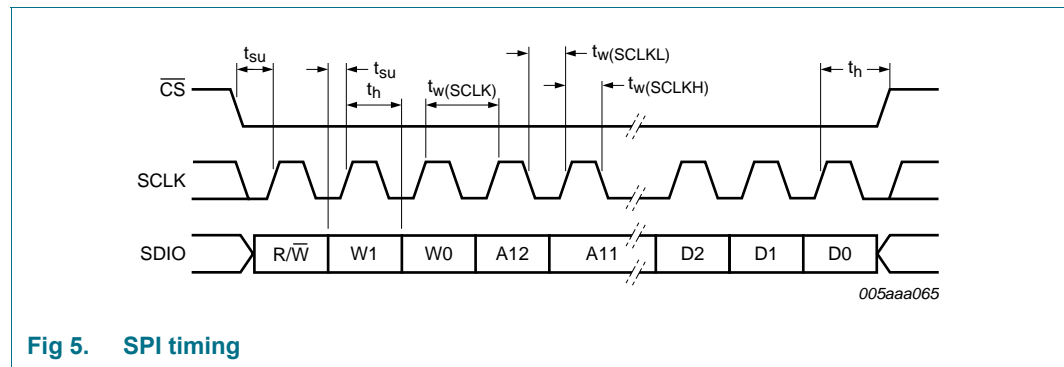 tsu
tsu
th
tw(SCLK)
tw(SCLKL)
tw(SCLKH)
th
CS
SCLK
SDIO
R/W W1 W0 A12 A11 D2 D1 D0
005aaa065
Fig 5. SPI timing